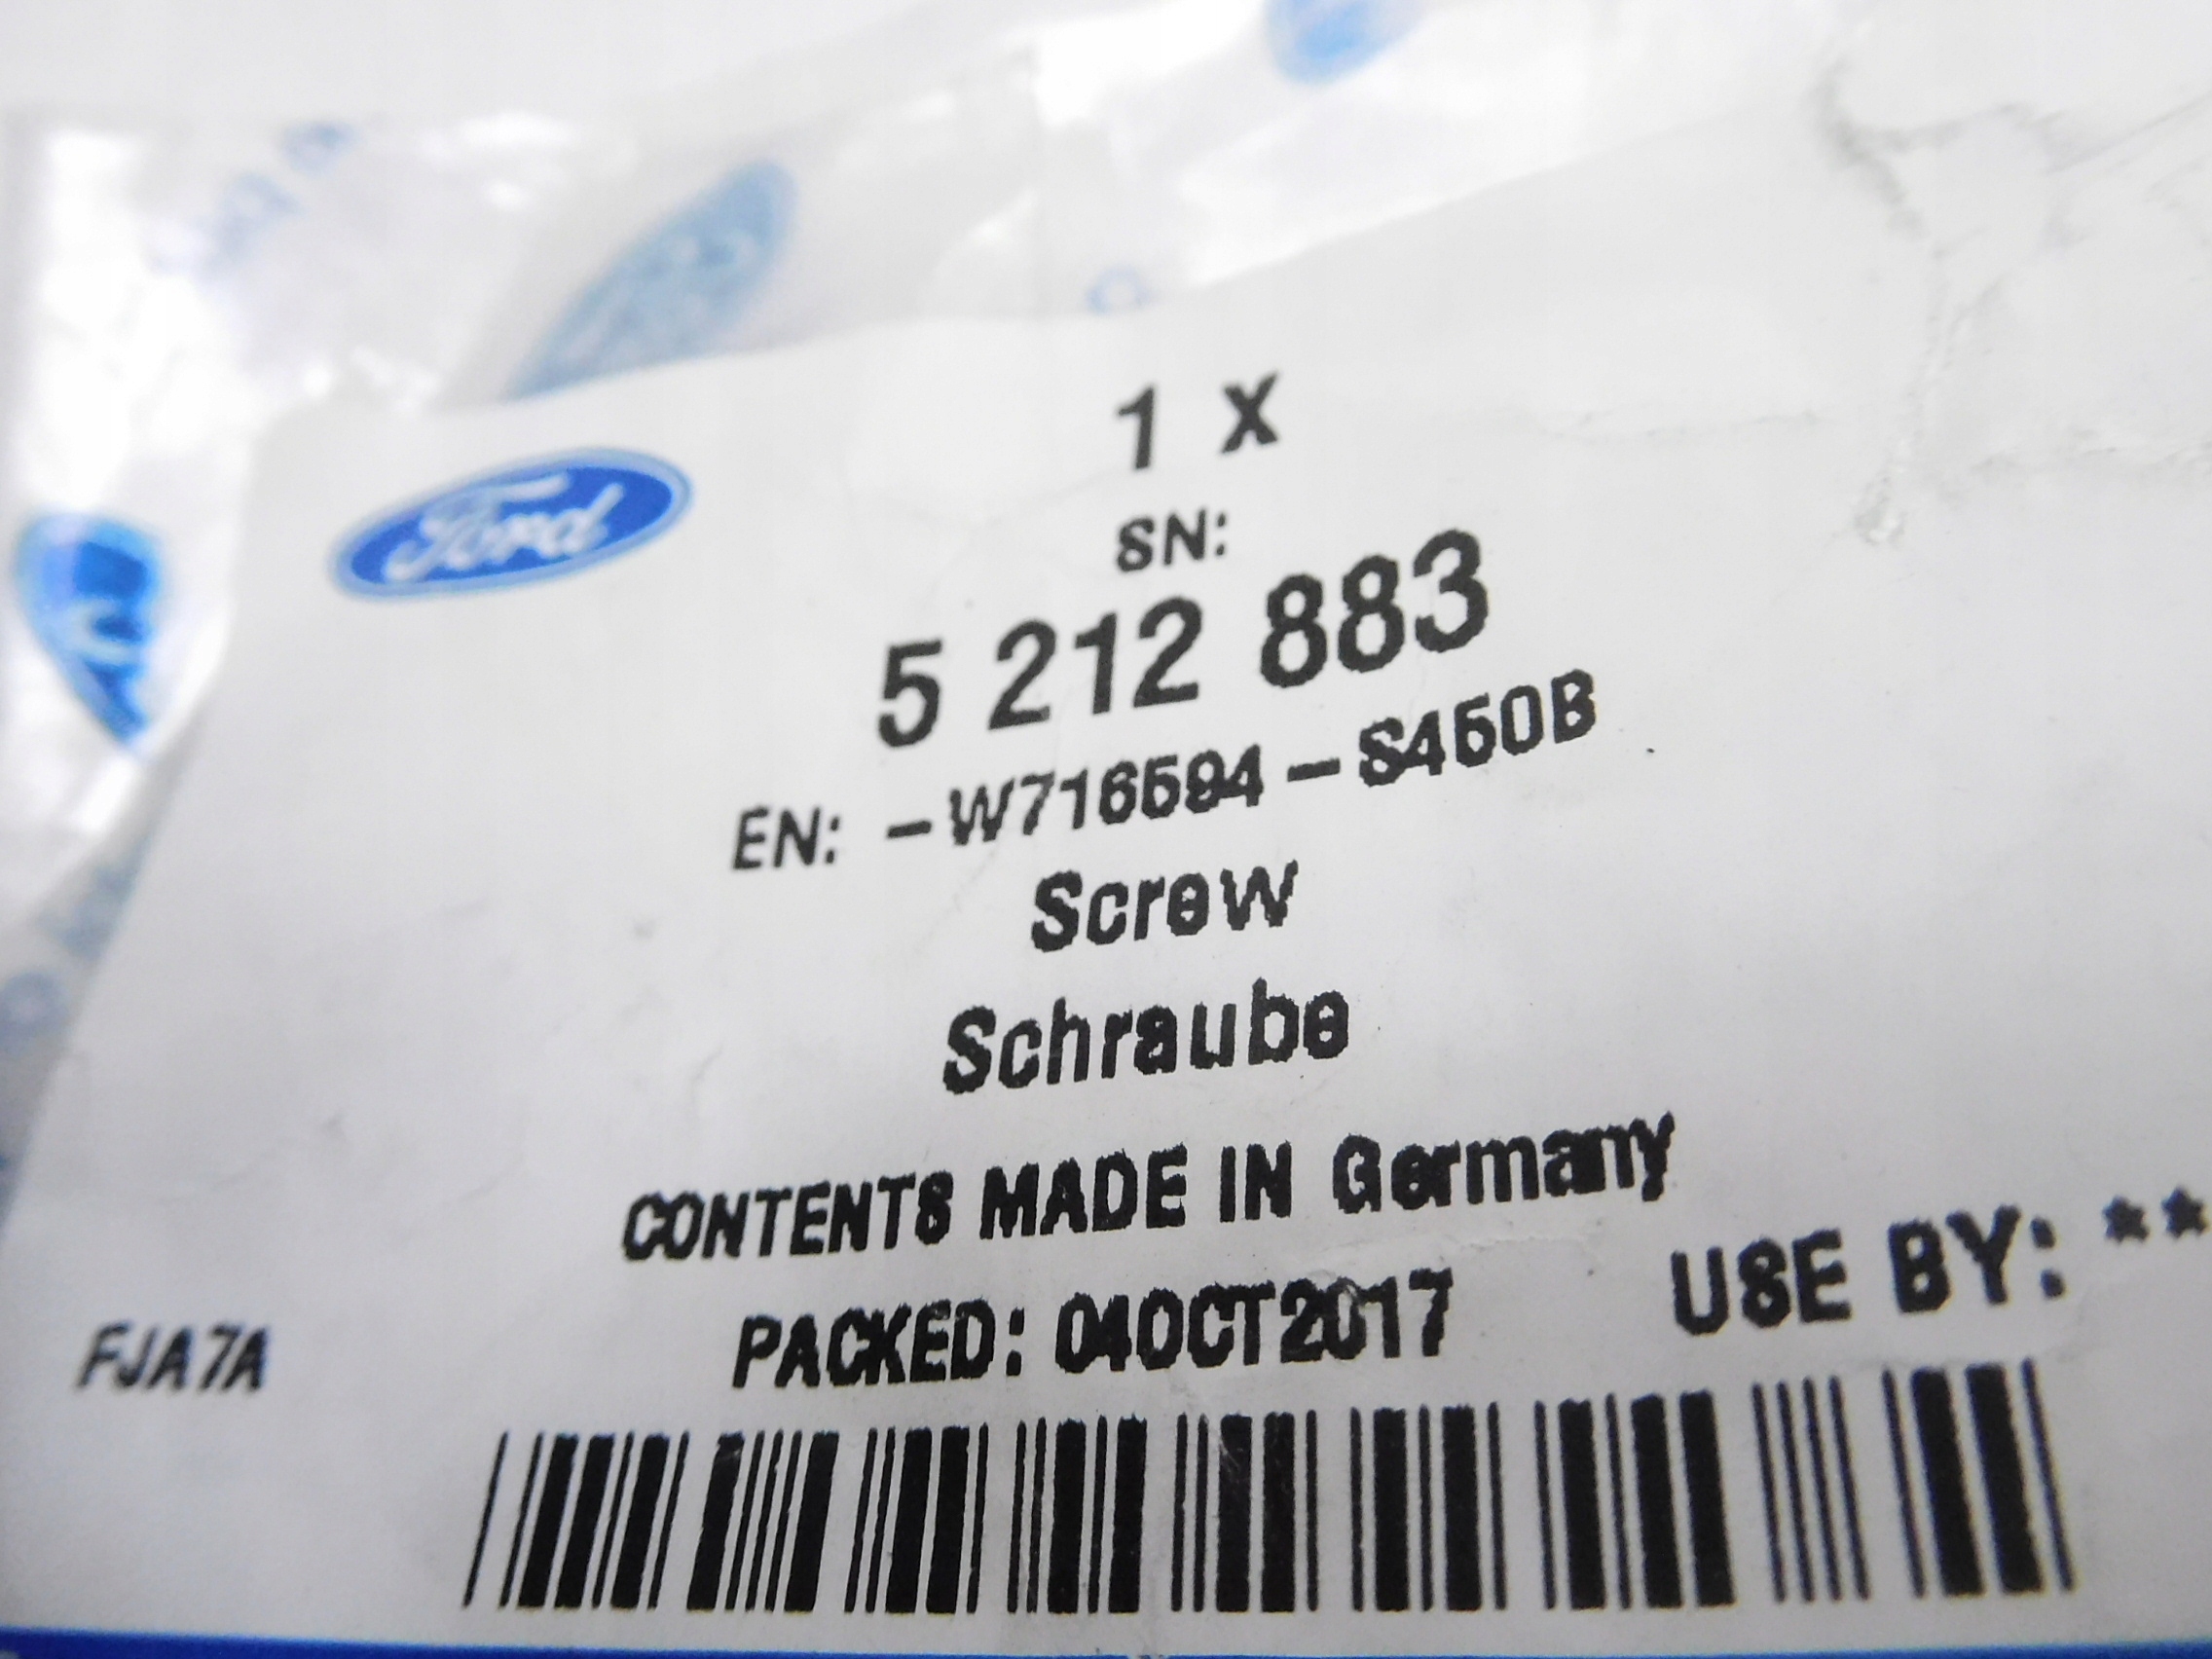 Ford
1 X
SN:
5 212 883
EN: -W716594-S450B
Screw
Schraube
CONTENTS MADE IN Germany
PACKED: 04OCT2017 USE BY: **
FJA7A